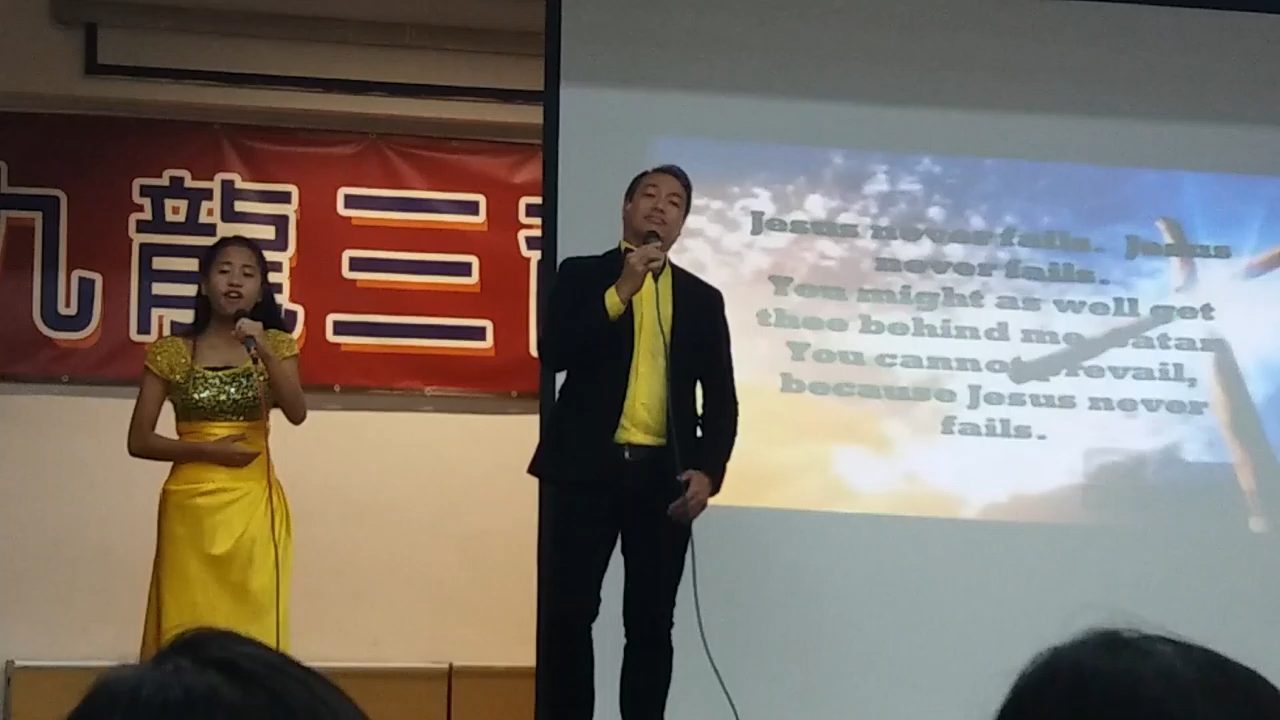 九龍三
Jesus never fails. Jesus
never fails.
You might as well get
thee behind me Satan
You cannot prevail,
because Jesus never
fails.